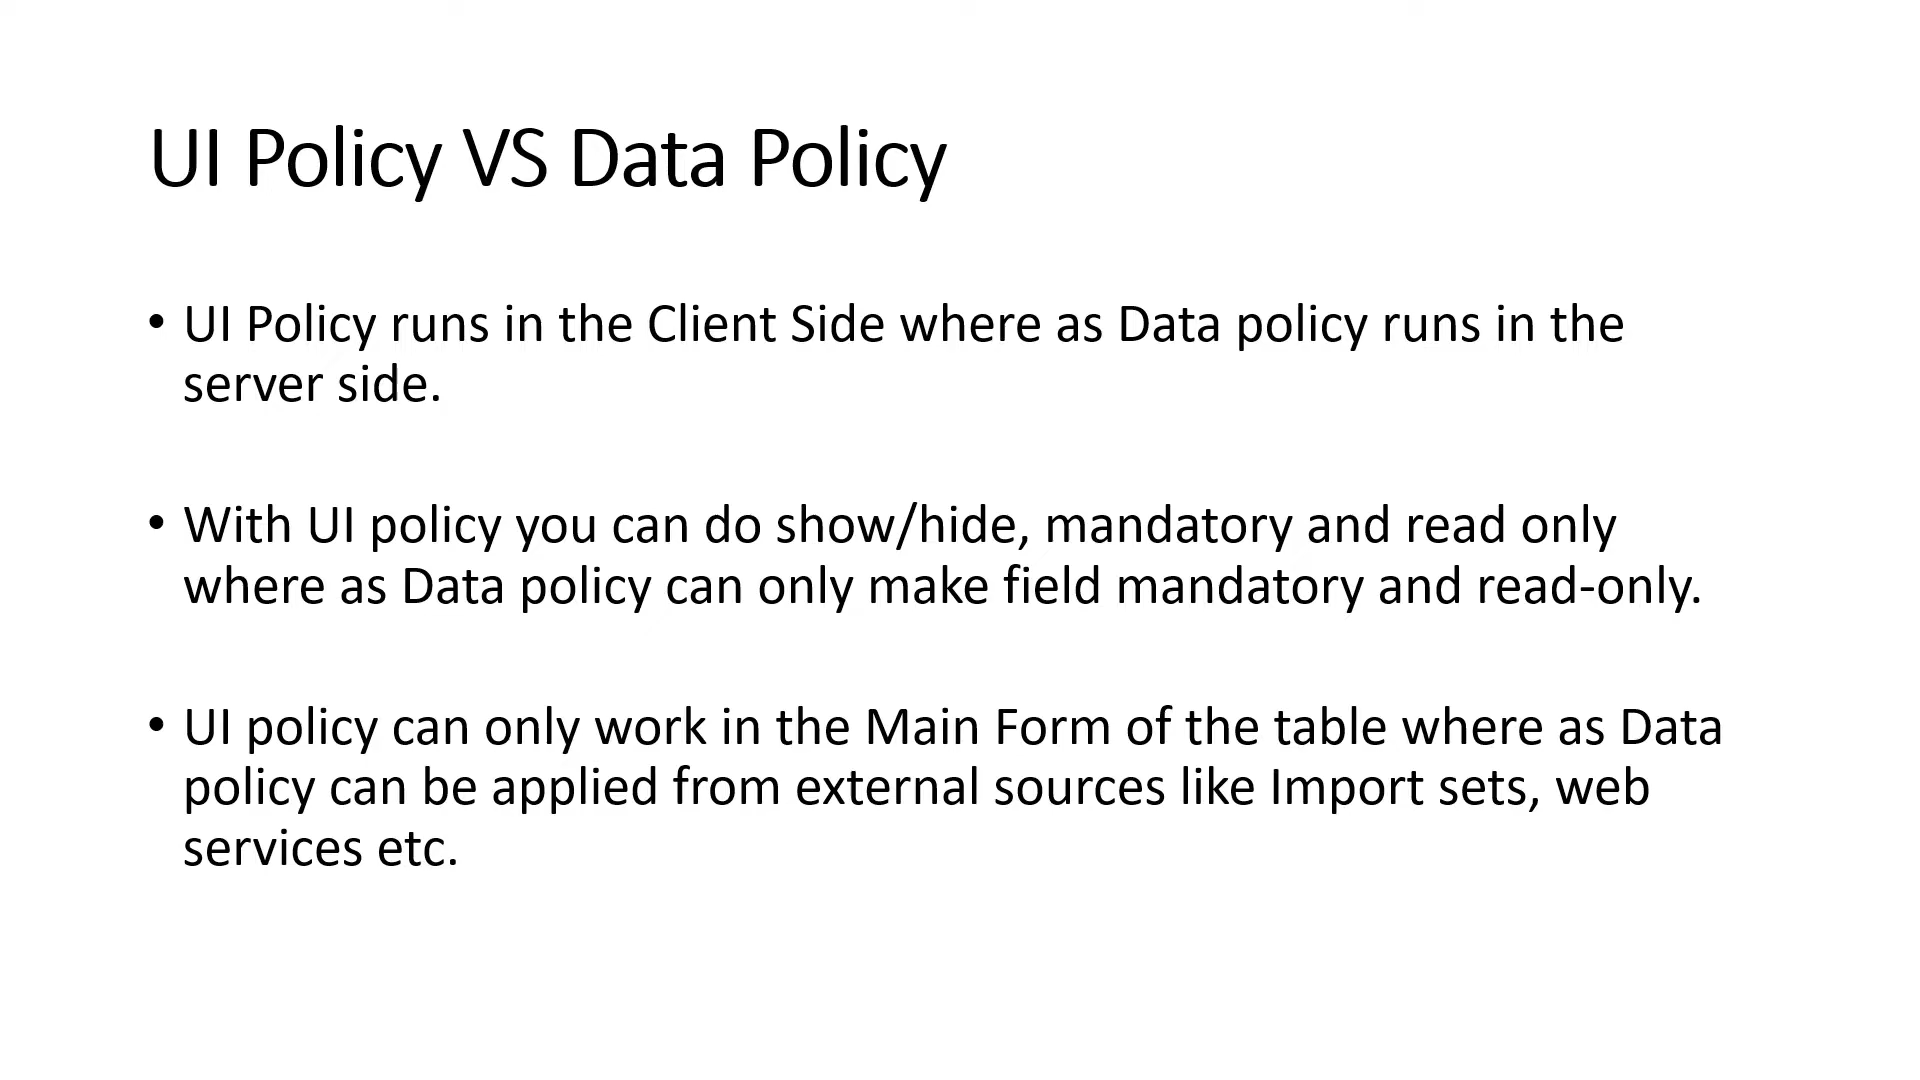 UI Policy VS Data Policy
• UI Policy runs in the Client Side where as Data policy runs in the
server side.
• With UI policy you can do show/hide, mandatory and read only
where as Data policy can only make field mandatory and read-only.
• UI policy can only work in the Main Form of the table where as Data
policy can be applied from external sources like Import sets, web
services etc.